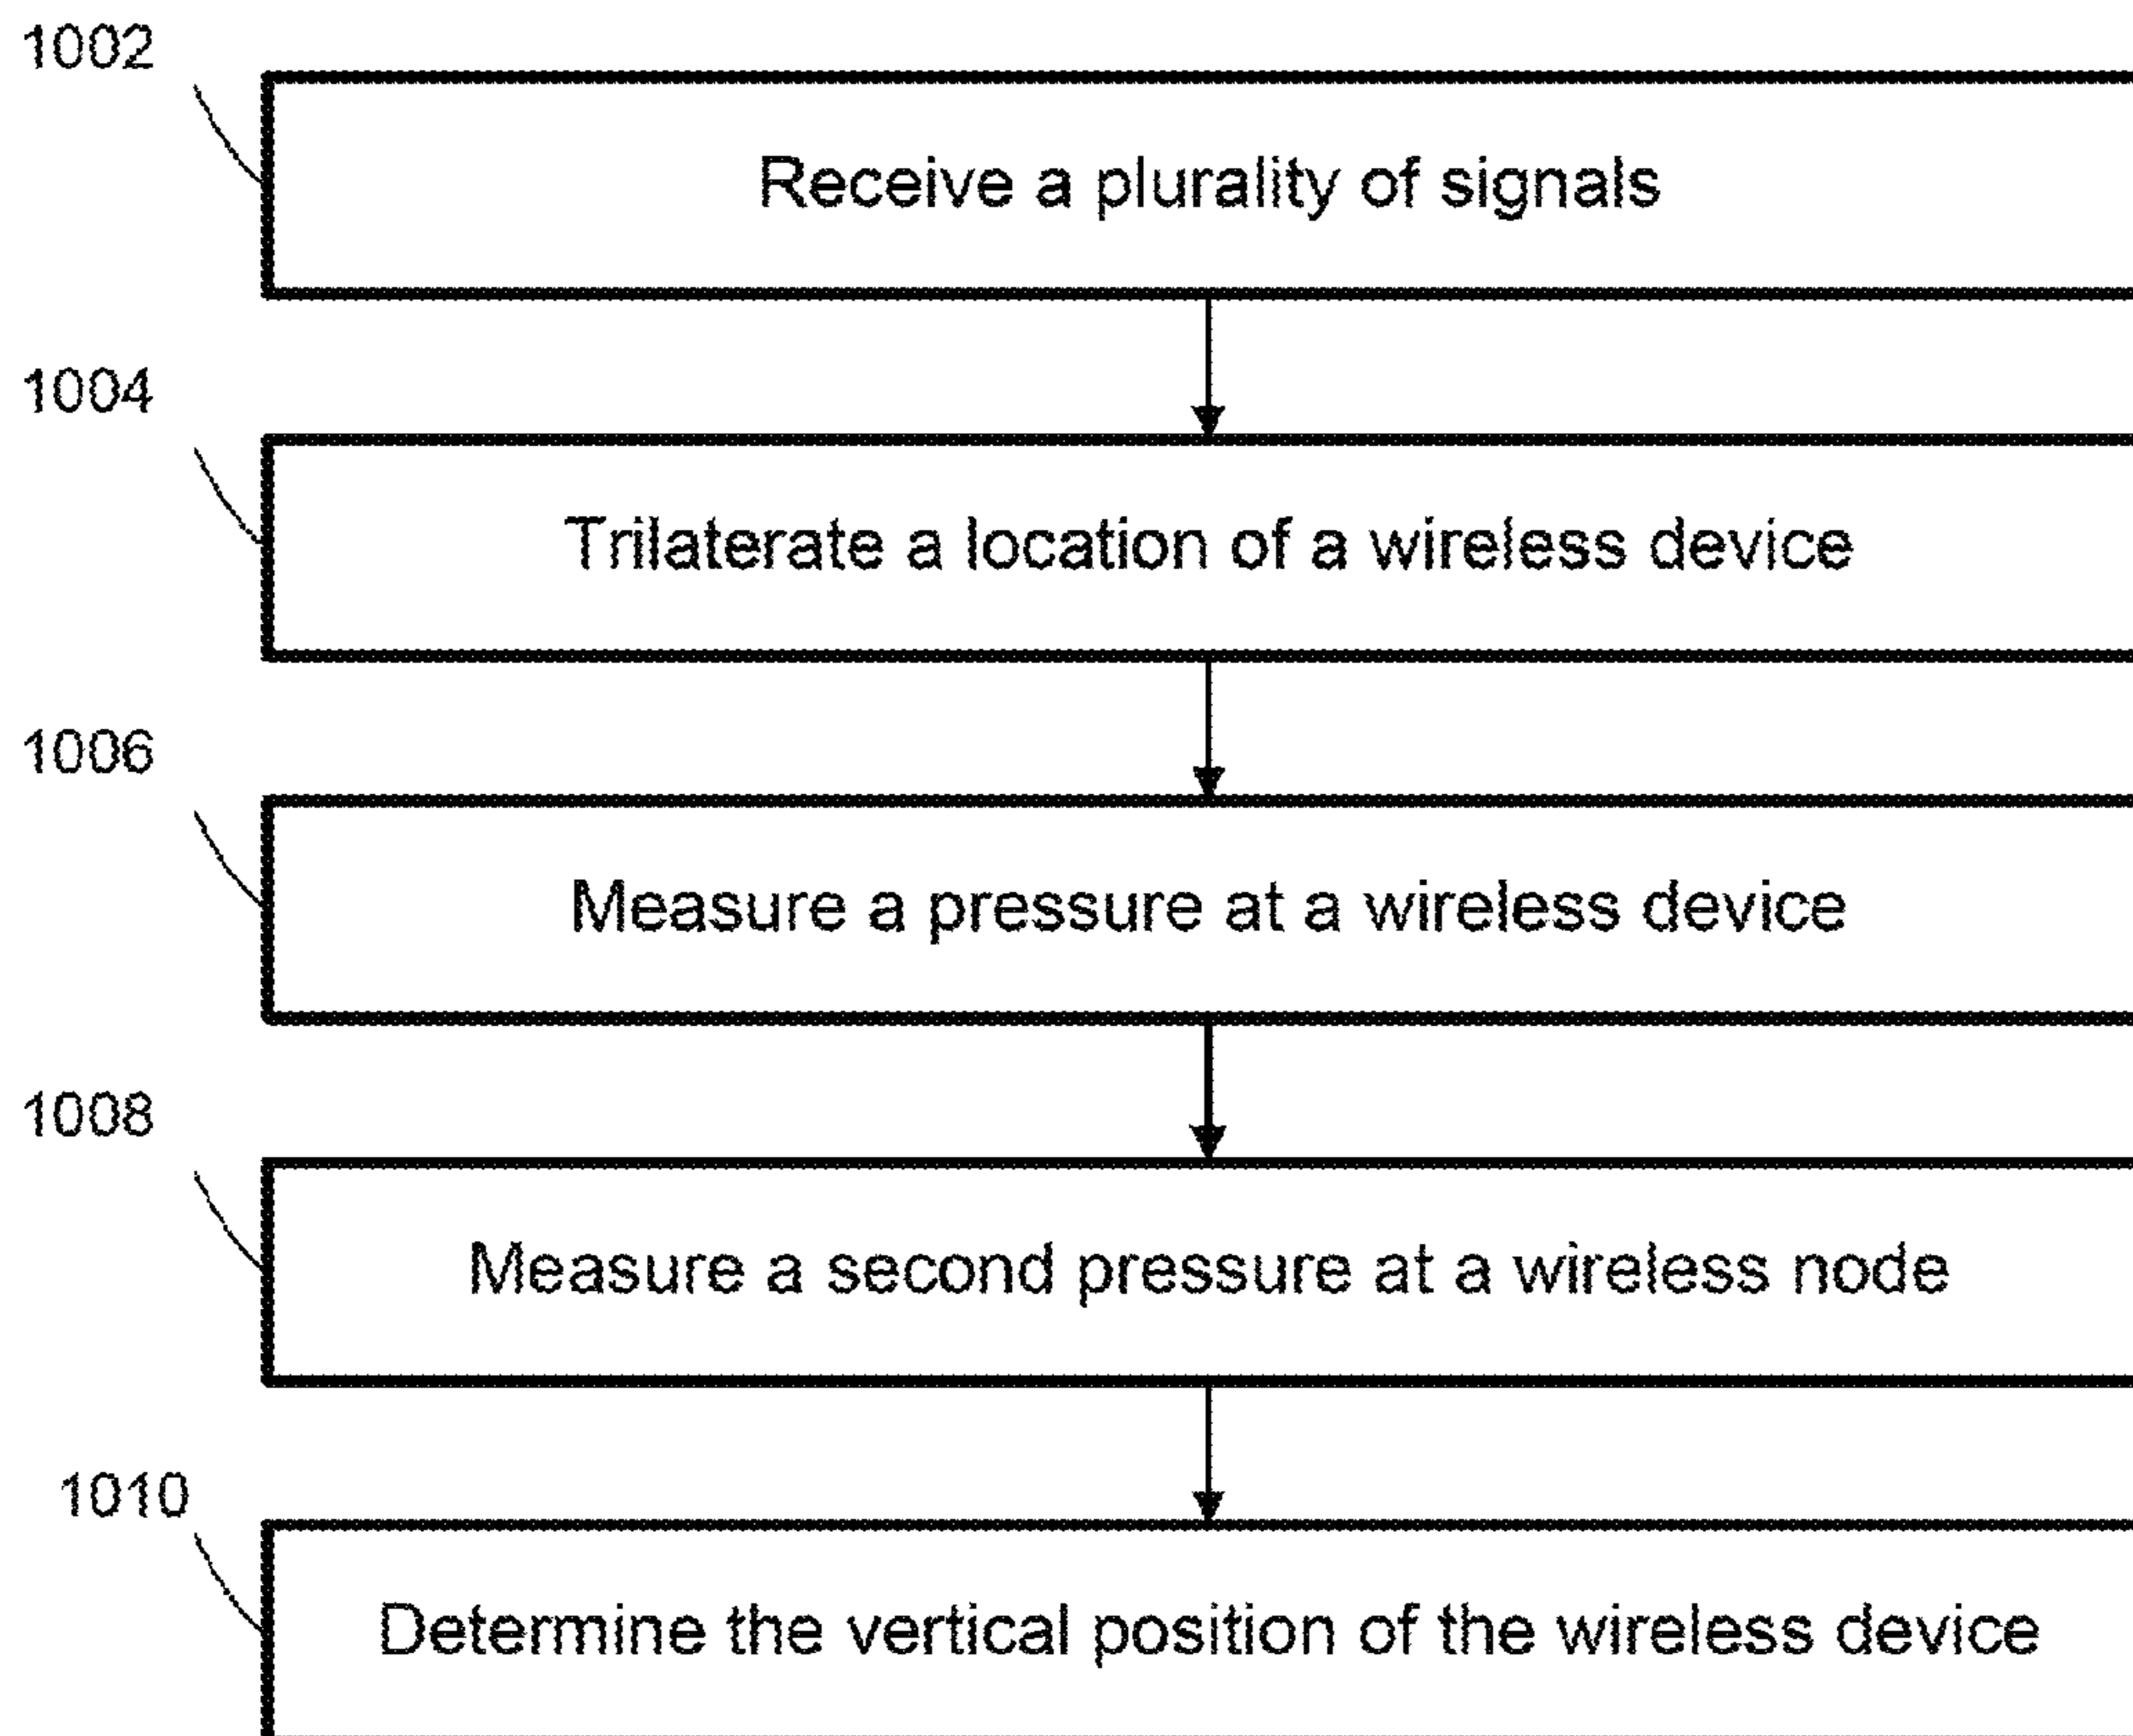 1002
Receive a plurality of signals
1004
Trilaterate a location of a wireless device
1006
Measure a pressure at a wireless device
1008
Measure a second pressure at a wireless node
1010
Determine the vertical position of the wireless device